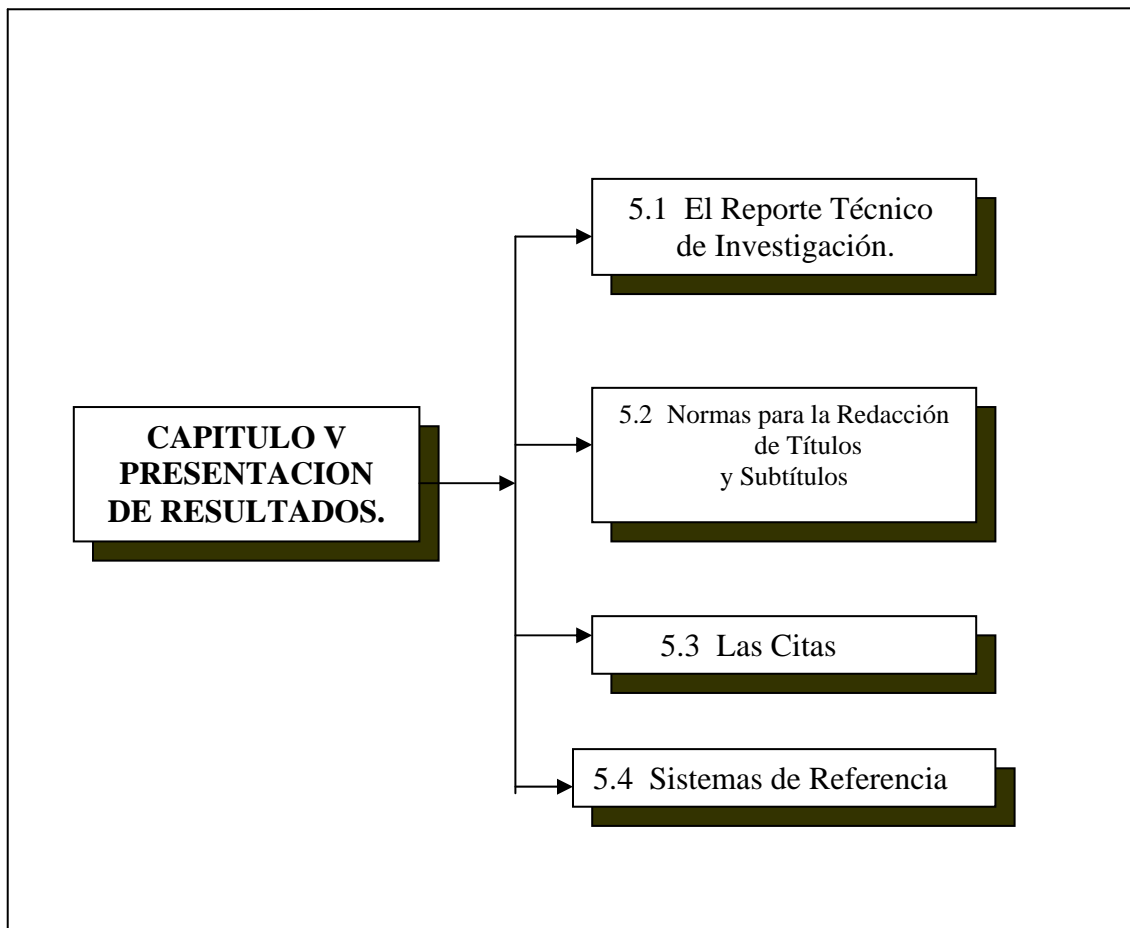 CAPITULO V
PRESENTACION
DE RESULTADOS.
5.1 El Reporte Técnico
de Investigación.
5.2 Normas para la Redacción
de Títulos
y Subtítulos
5.3 Las Citas
5.4 Sistemas de Referencia